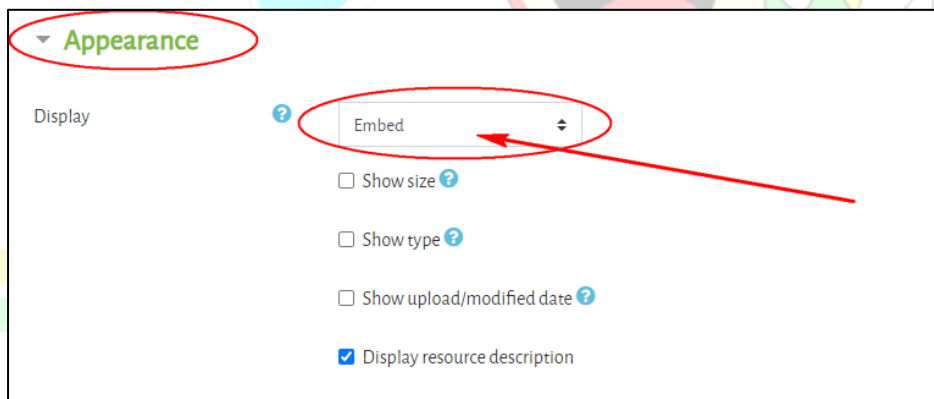 Appearance
Display ? Embed
Show size ?
Show type ?
Show upload/modified date ?
Display resource description